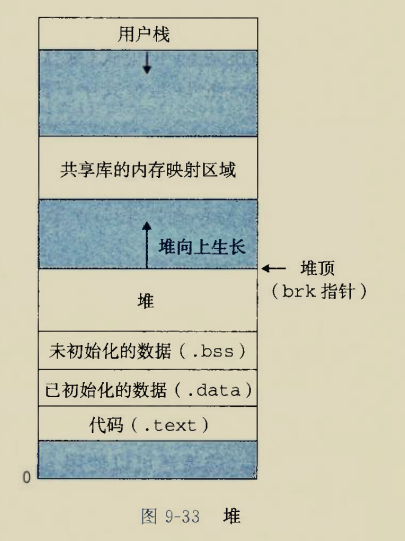 用户栈
共享库的内存映射区域
堆向上生长
堆顶
(brk 指针)
堆
未初始化的数据(.bss)
已初始化的数据(.data)
代码(.text)
0
图 9-33 堆